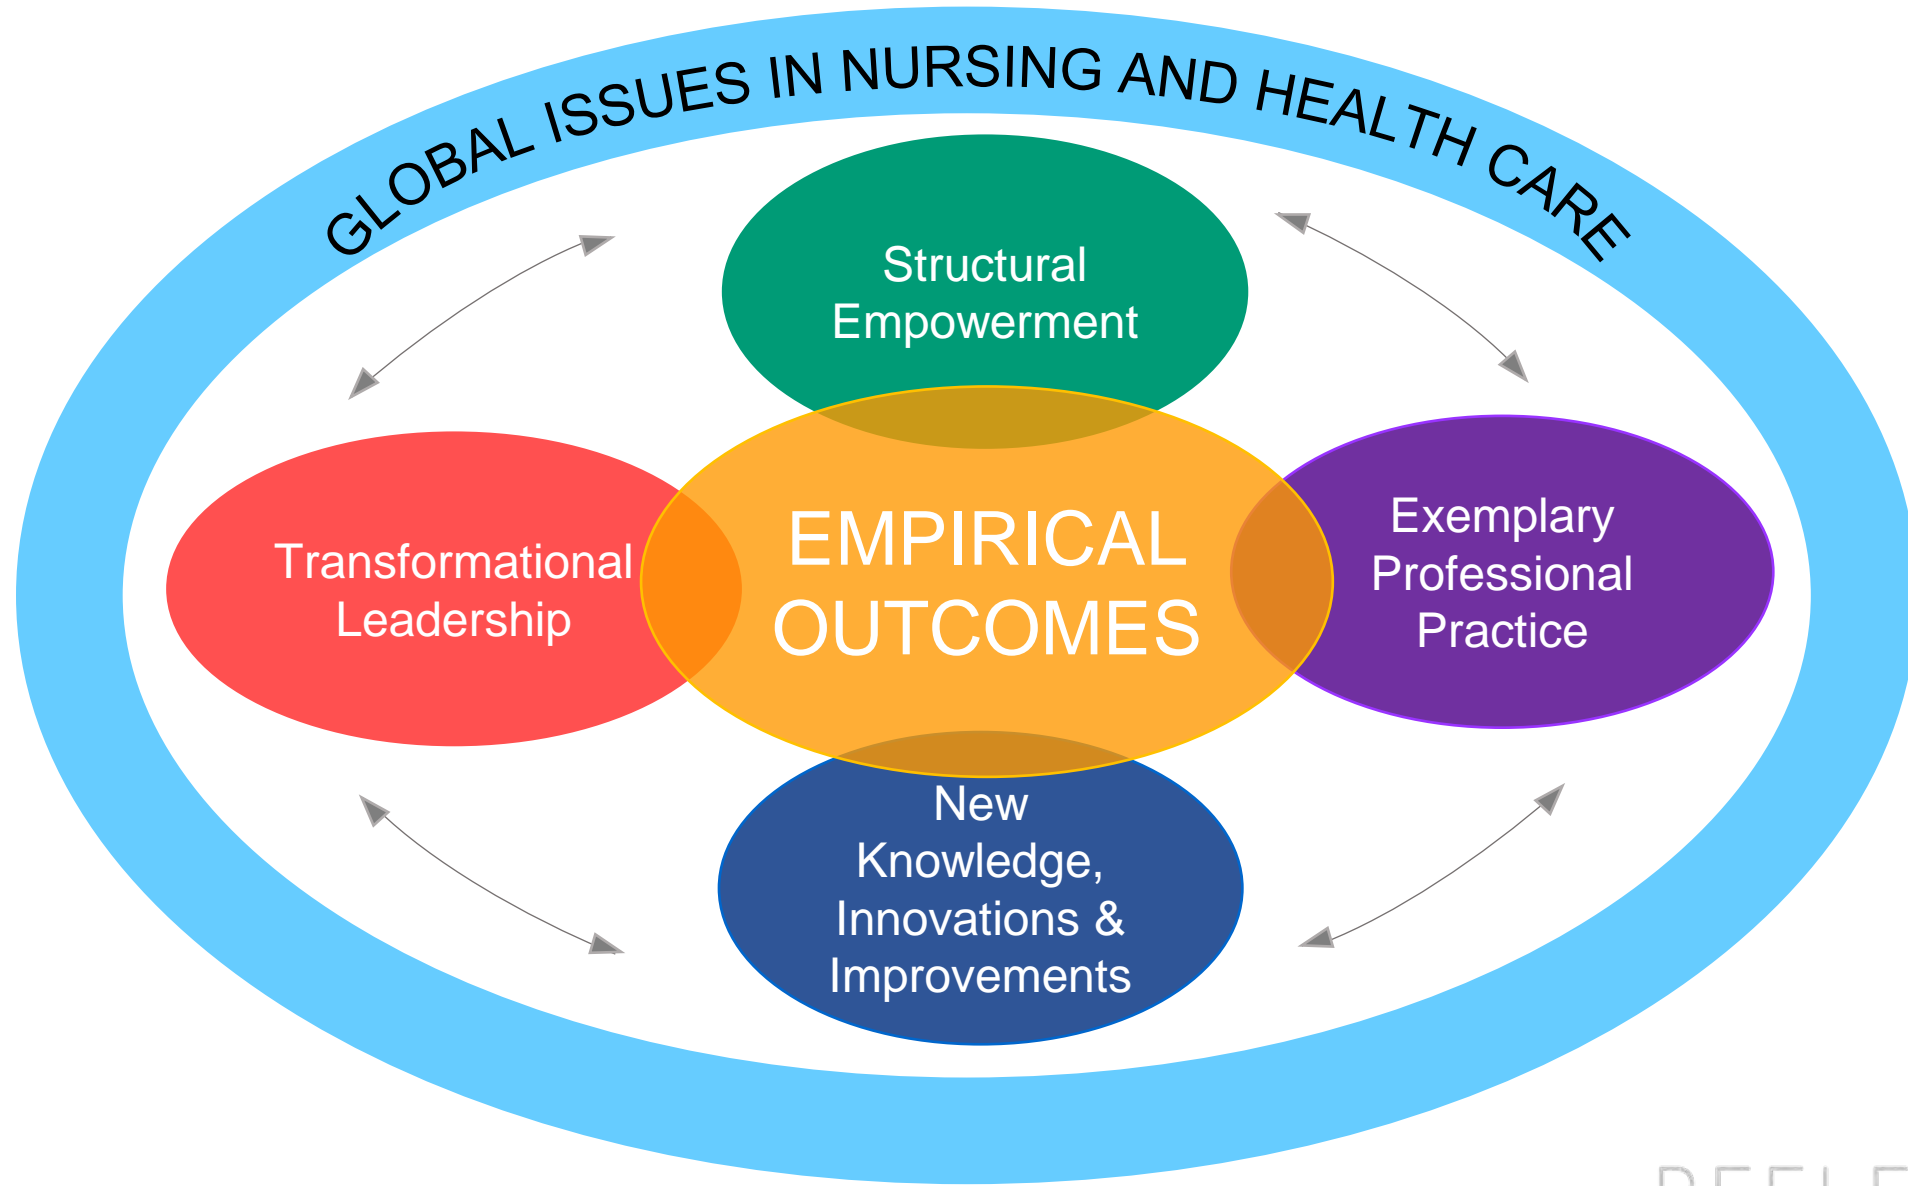 GLOBAL ISSUES IN NURSING AND HEALTH CARE
Structural
Empowerment
Transformational
Leadership
EMPIRICAL
OUTCOMES
Exemplary
Professional
Practice
New
Knowledge,
Innovations &
Improvements